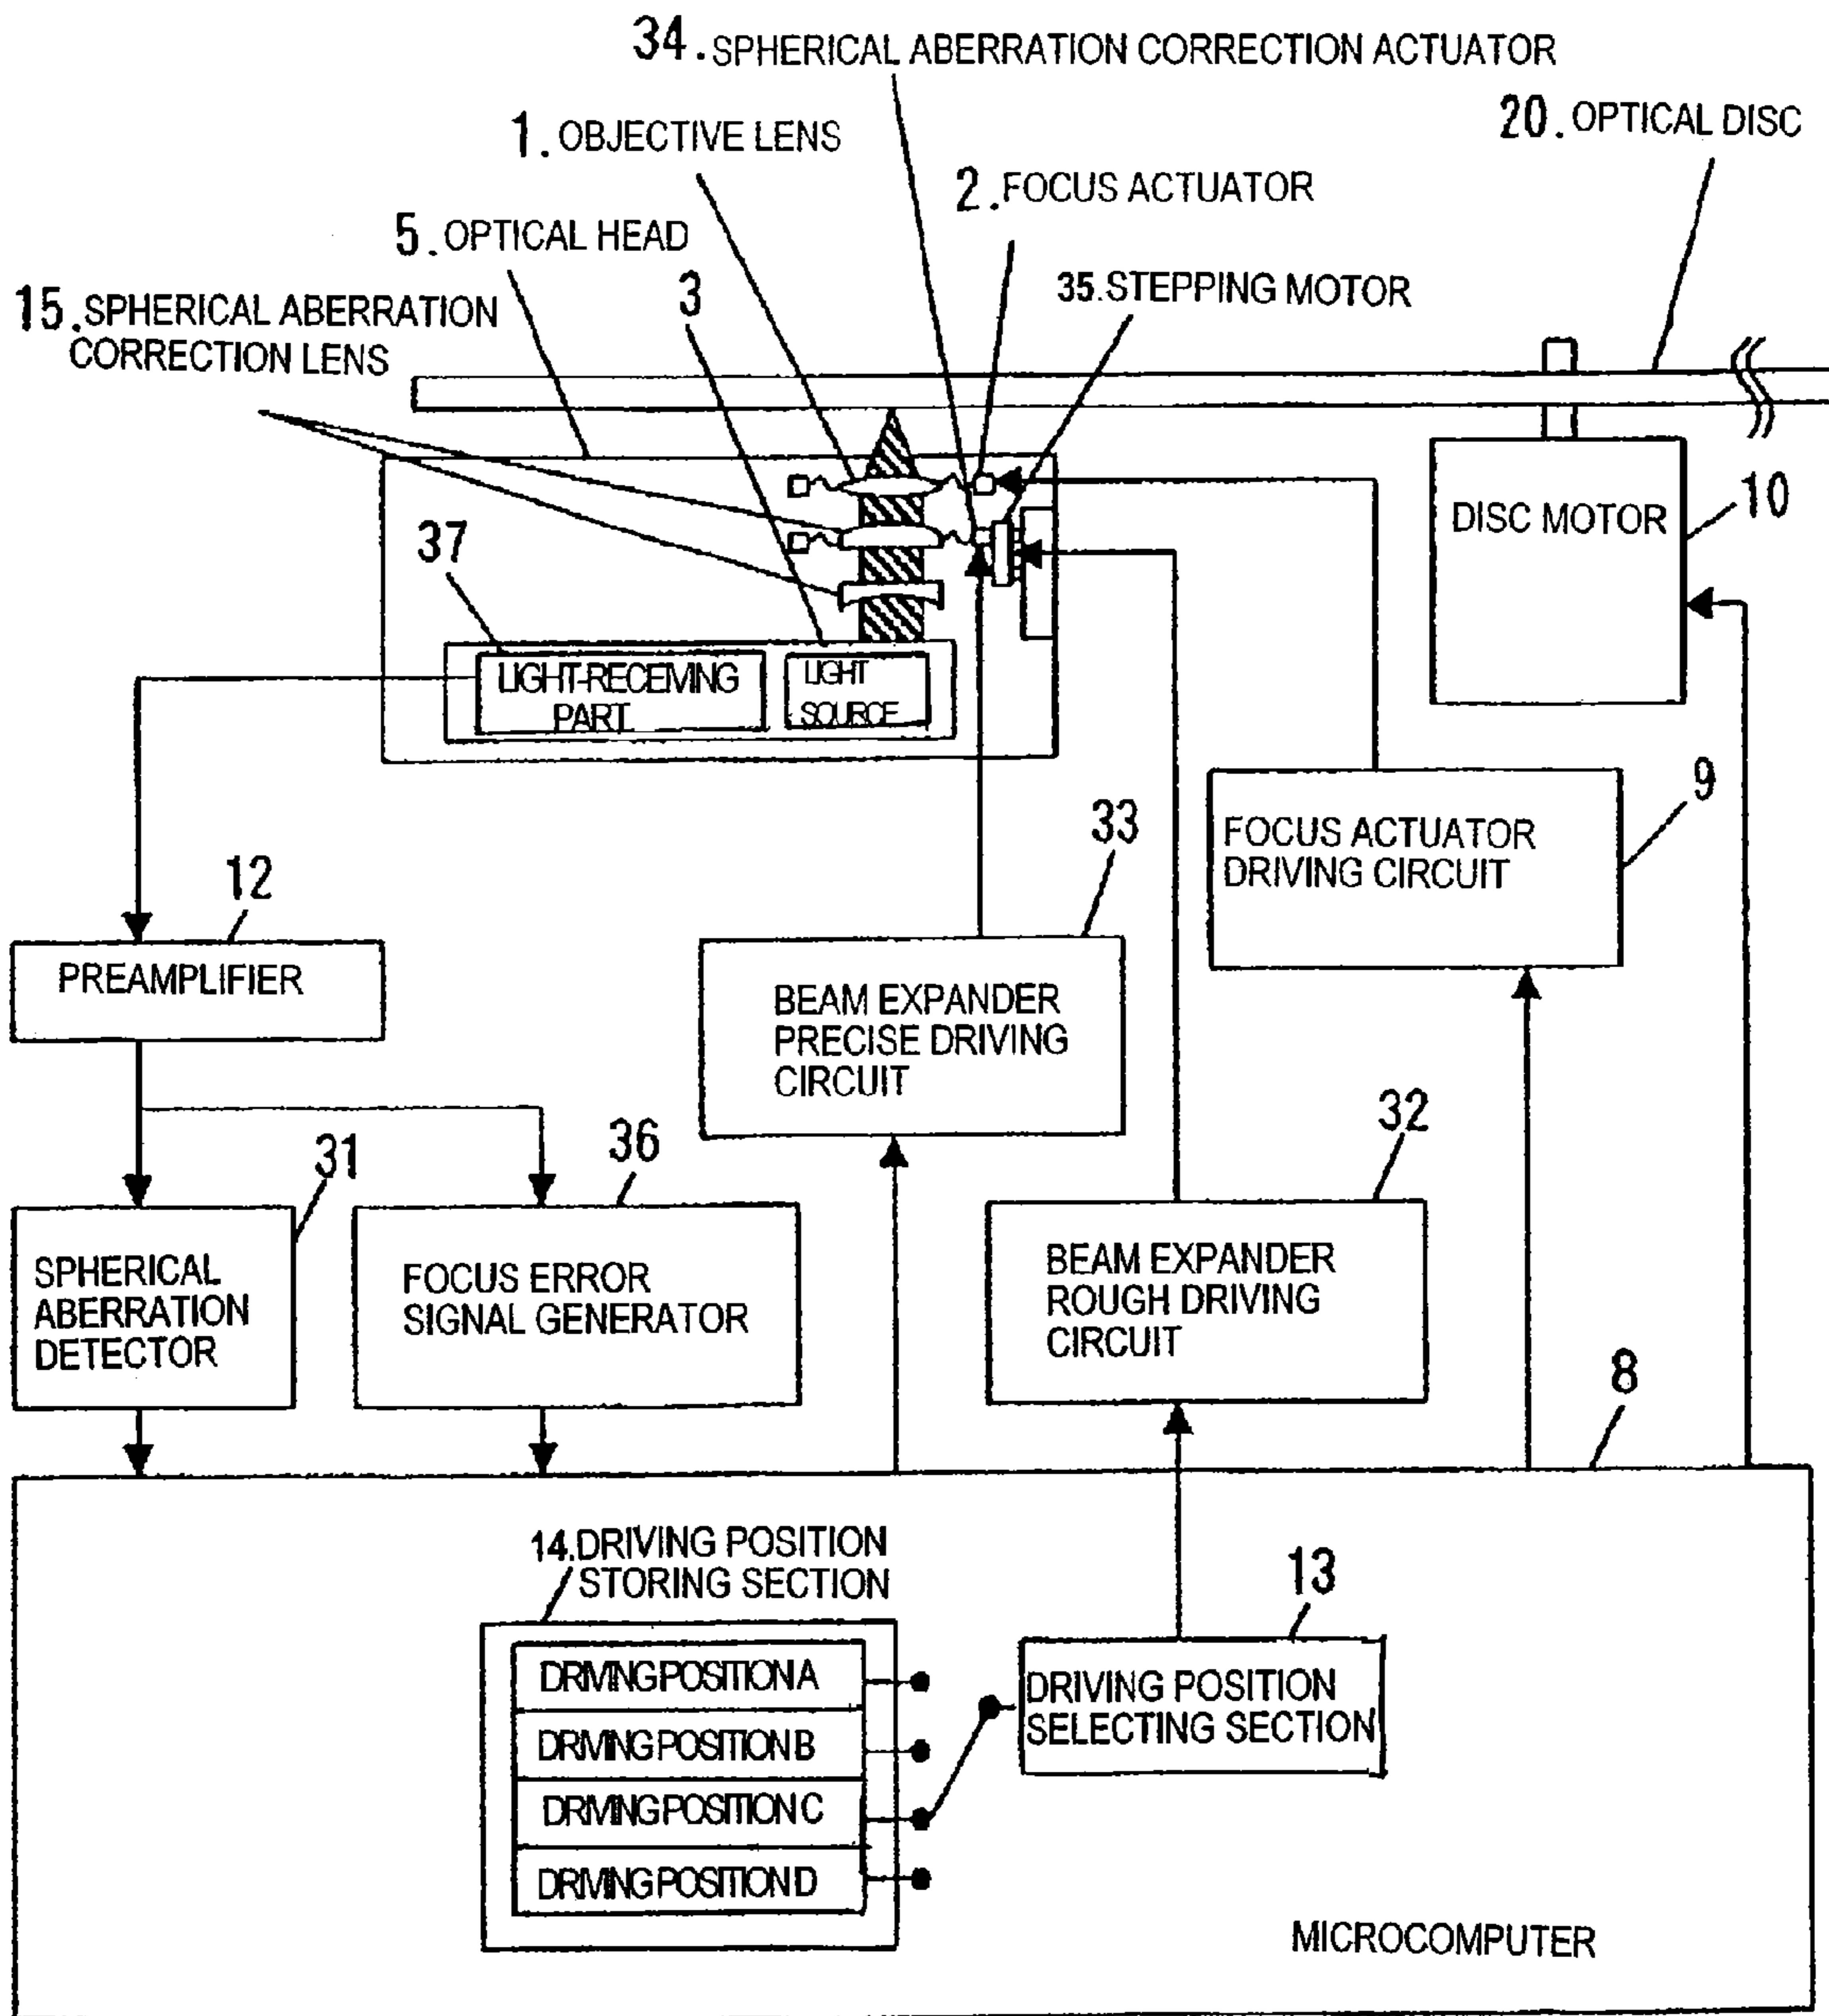 34. SPHERICAL ABERRATION CORRECTION ACTUATOR
20. OPTICAL DISC
1. OBJECTIVE LENS
2. FOCUS ACTUATOR
5. OPTICAL HEAD
3
35. STEPPING MOTOR
15. SPHERICAL ABERRATION
CORRECTION LENS
37
LIGHT-RECEIVING
PART
LIGHT
SOURCE
DISC MOTOR
10
9
FOCUS ACTUATOR
DRIVING CIRCUIT
12
PREAMPLIFIER
33
BEAM EXPANDER
PRECISE DRIVING
CIRCUIT
31
SPHERICAL
ABERRATION
DETECTOR
36
FOCUS ERROR
SIGNAL GENERATOR
32
BEAM EXPANDER
ROUGH DRIVING
CIRCUIT
8
14. DRIVING POSITION
STORING SECTION
DRIVING POSITION A
DRIVING POSITION B
DRIVING POSITION C
DRIVING POSITION D
13
DRIVING POSITION
SELECTING SECTION
MICROCOMPUTER